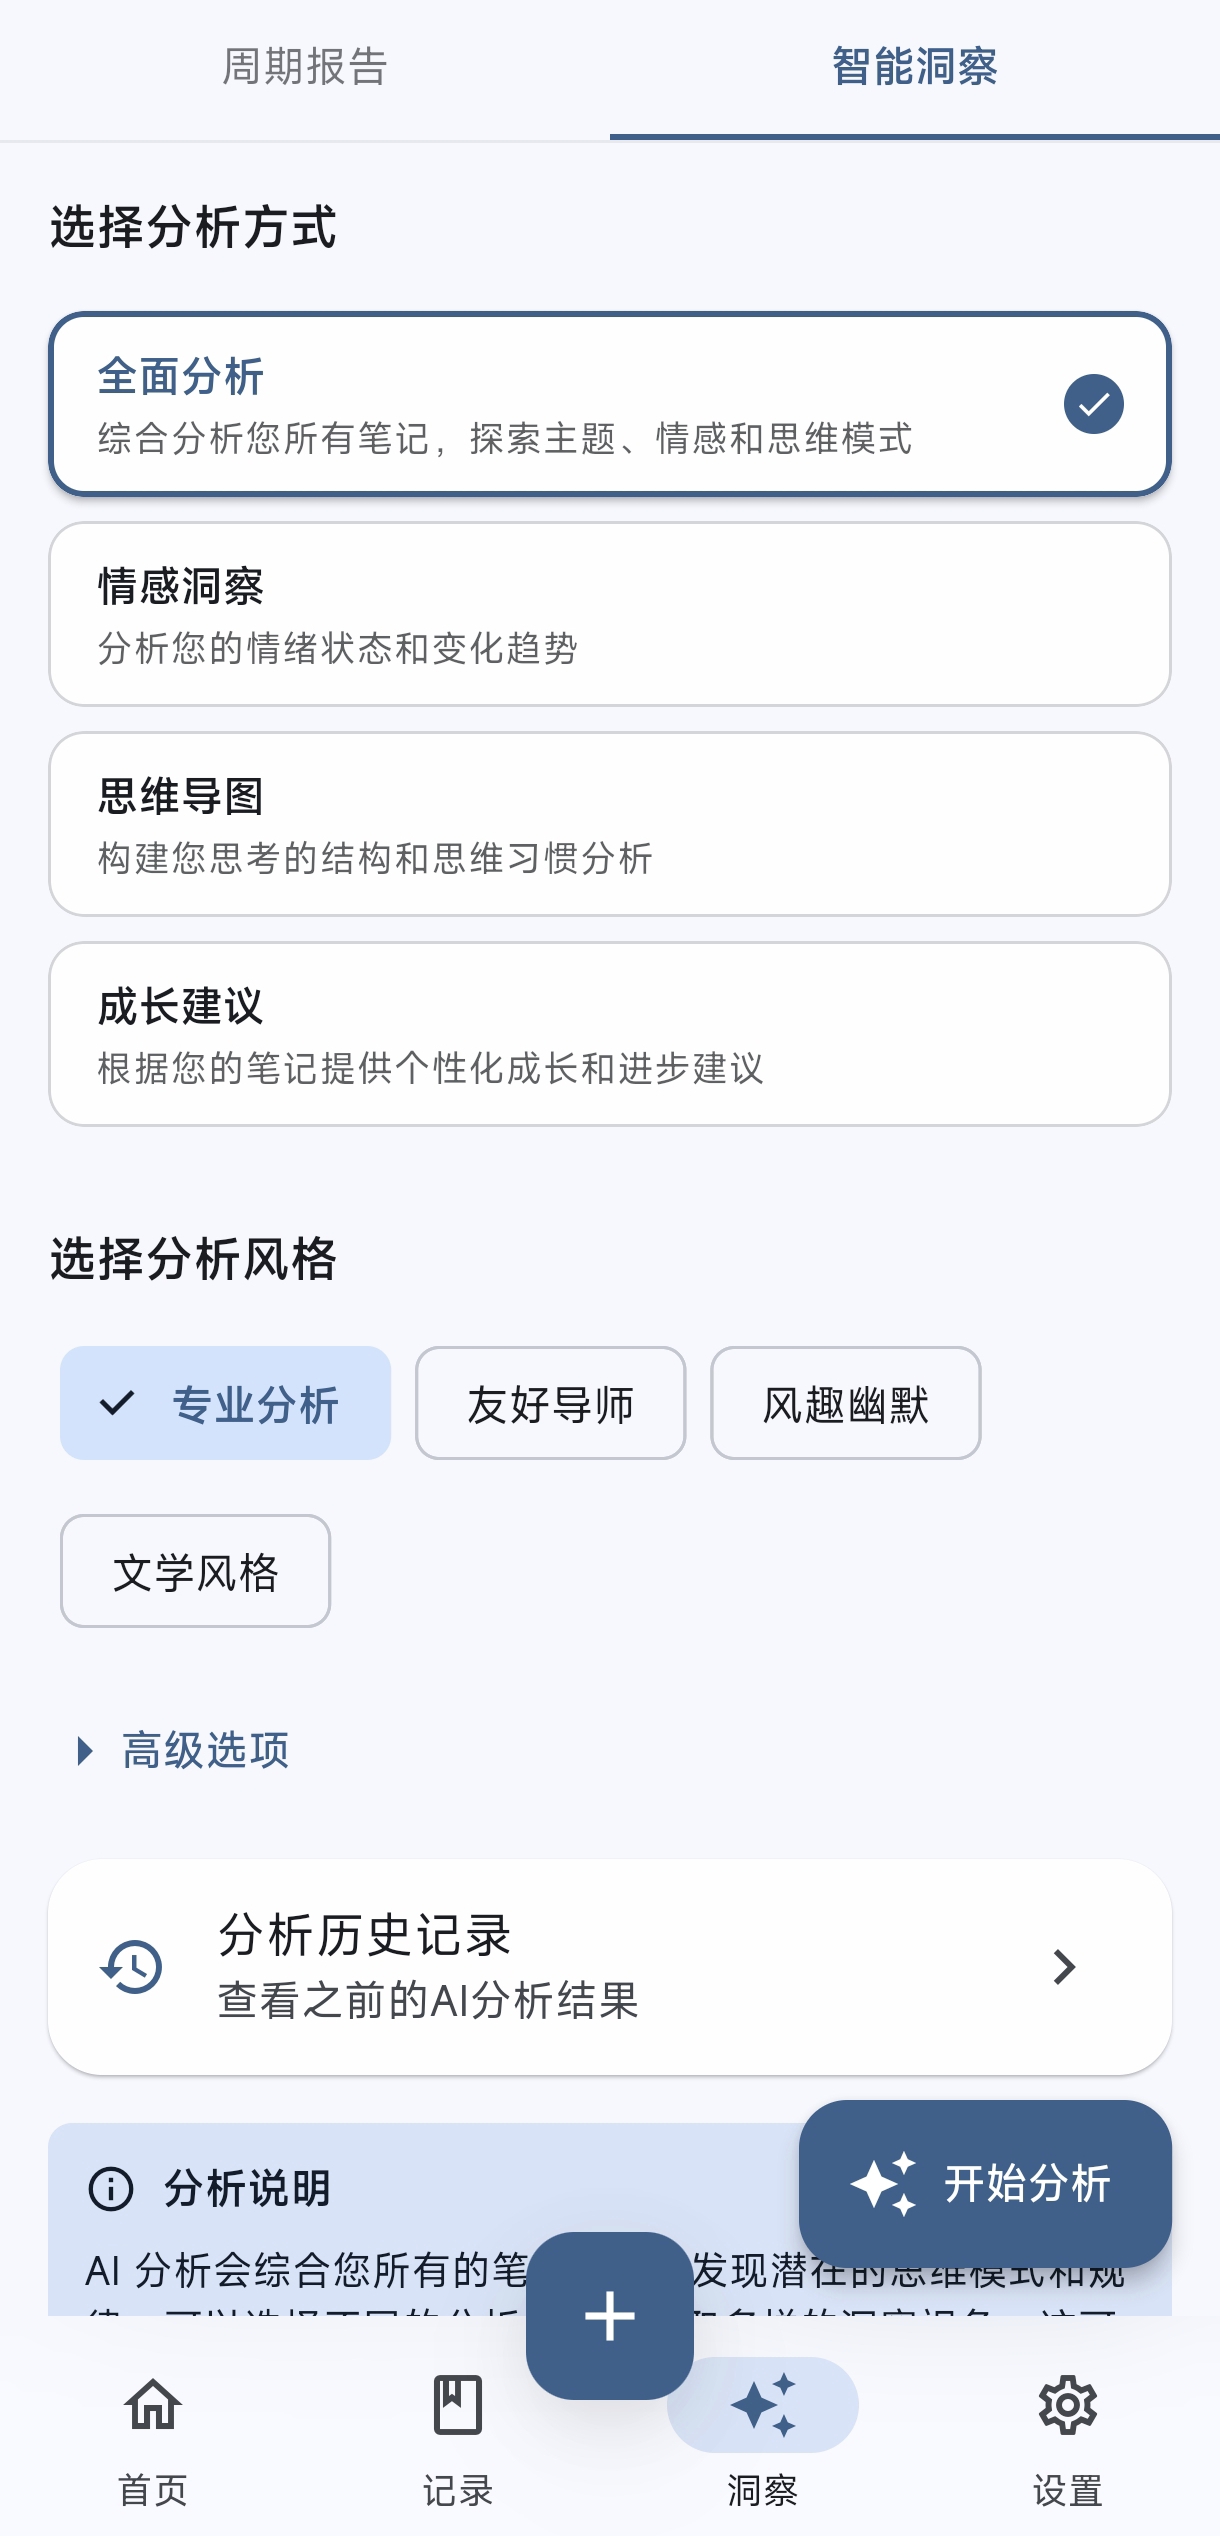 周期报告
智能洞察
选择分析方式
全面分析
综合分析您所有笔记，探索主题、情感和思维模式
情感洞察
分析您的情绪状态和变化趋势
思维导图
构建您思考的结构和思维习惯分析
成长建议
根据您的笔记提供个性化成长和进步建议
选择分析风格
专业分析
友好导师
风趣幽默
文学风格
高级选项
分析历史记录
查看之前的AI分析结果
开始分析
分析说明
AI 分析会综合您所有的笔 发现潜在的思维模式和规
首页
记录
洞察
设置